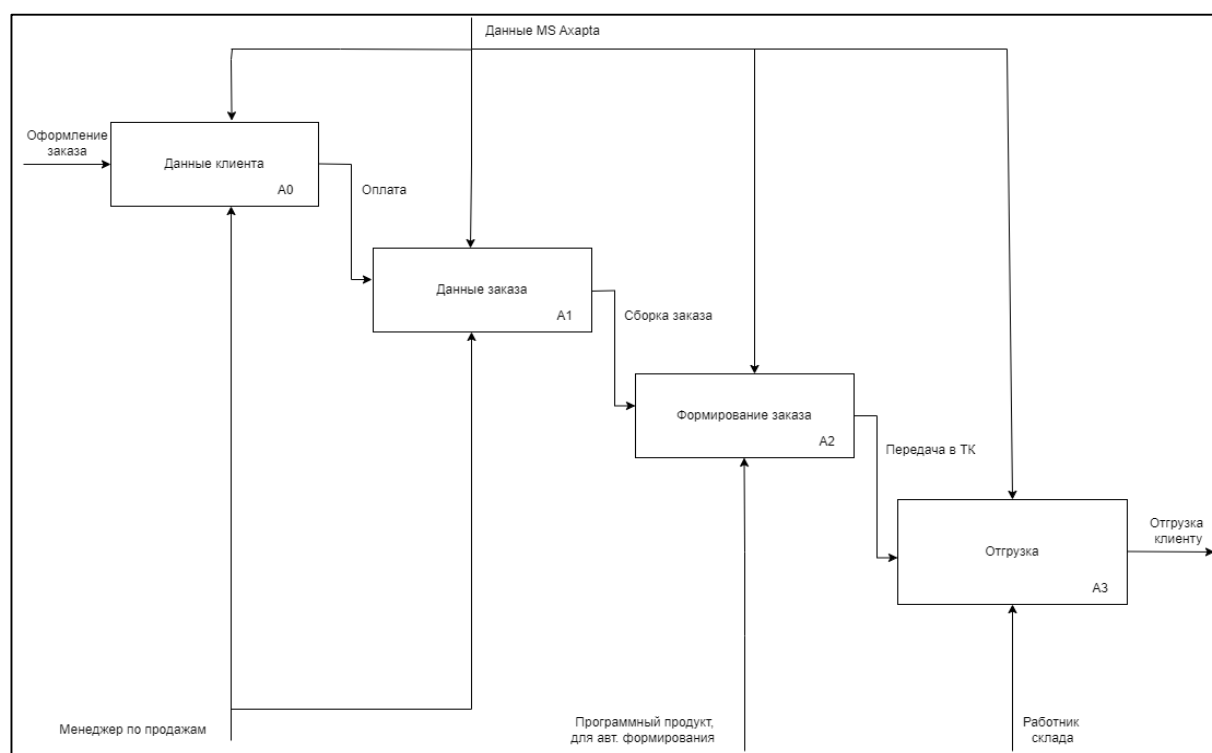 Данные MS Axapta
Оформление
заказа
Данные клиента
A0
Оплата
Данные заказа
A1
Сборка заказа
Формирование заказа
A2
Передача в ТК
Отгрузка
A3
Отгрузка
клиенту
Менеджер по продажам
Программный продукт,
для авт. формирования
Работник
склада